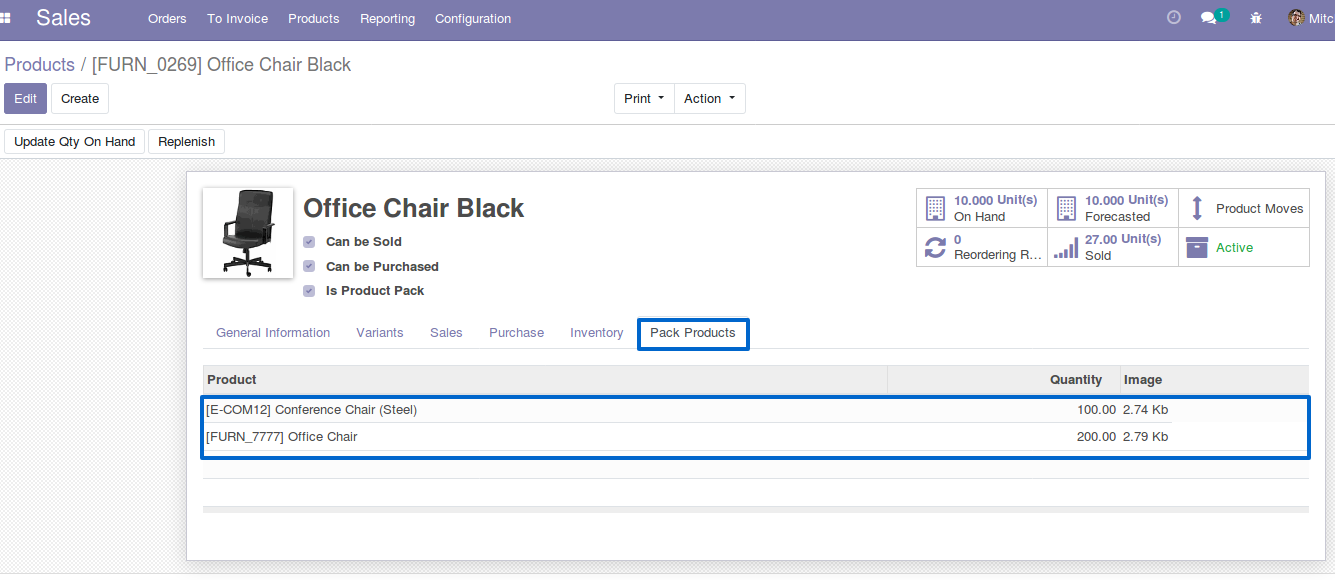 Sales Orders To Invoice Products Reporting Configuration 1 Mitc
Products / [FURN_0269] Office Chair Black
Edit Create Print Action
Update Qty On Hand Replenish
Office Chair Black
Can be Sold
Can be Purchased
Is Product Pack
10.000 Unit(s) On Hand
10.000 Unit(s) Forecasted
Product Moves
0 Reordering R...
27.00 Unit(s) Sold
Active
General Information Variants Sales Purchase Inventory Pack Products
Product Quantity Image
[E-COM12] Conference Chair (Steel) 100.00 2.74 Kb
[FURN_7777] Office Chair 200.00 2.79 Kb